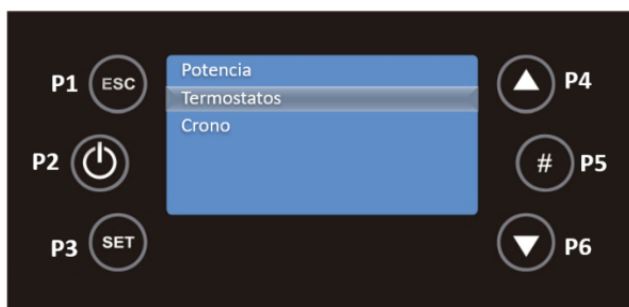 P1 ESC Potencia P4
Termostatos
Crono
P2 # P5
P3 SET P6